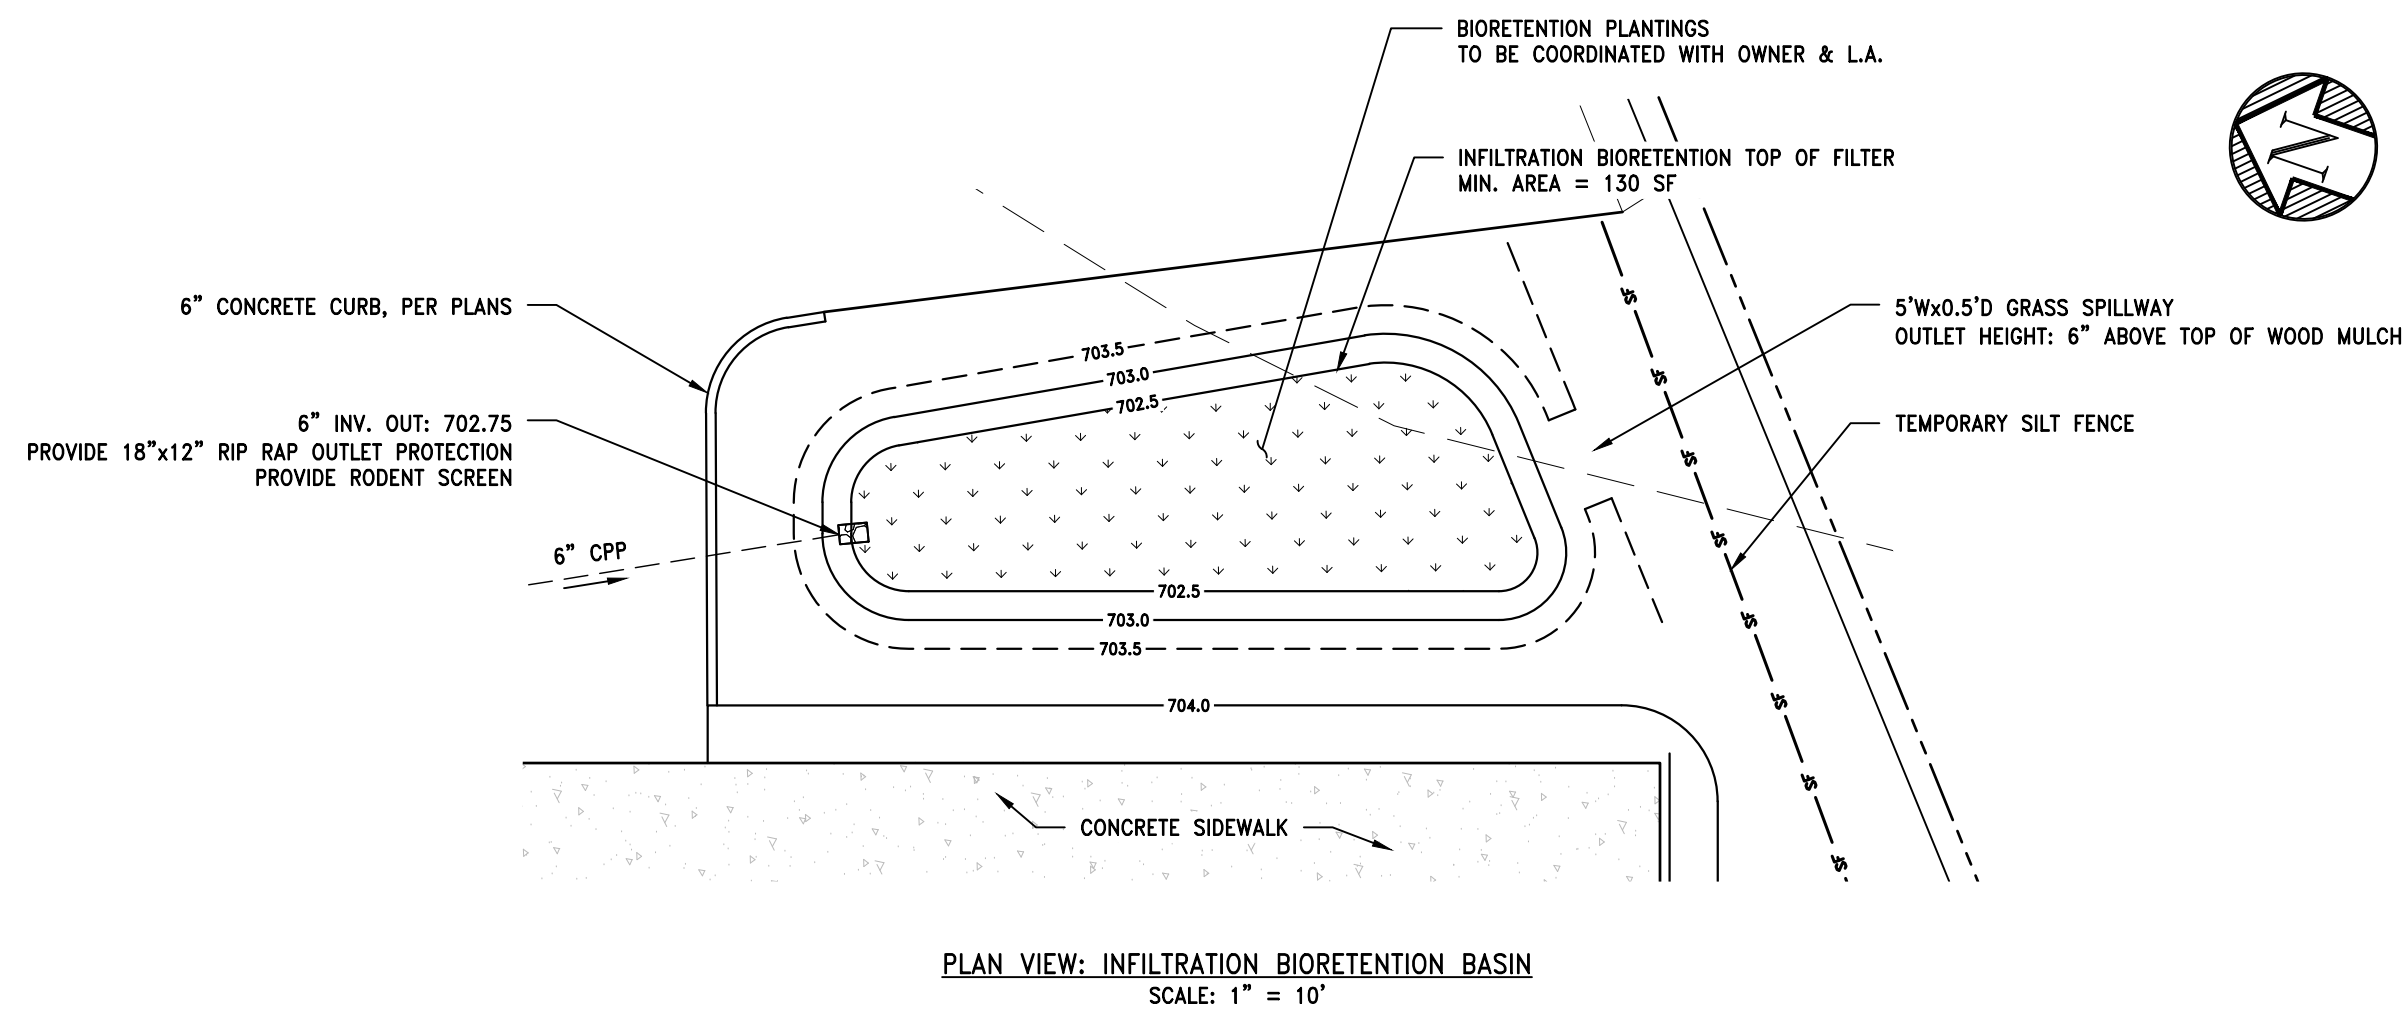 BIORETENTION PLANTINGS
TO BE COORDINATED WITH OWNER & L.A.
INFILTRATION BIORETENTION TOP OF FILTER
MIN. AREA = 130 SF
N
6” CONCRETE CURB, PER PLANS
5’Wx0.5’D GRASS SPILLWAY
OUTLET HEIGHT: 6” ABOVE TOP OF WOOD MULCH
6” INV. OUT: 702.75
PROVIDE 18”x12” RIP RAP OUTLET PROTECTION
PROVIDE RODENT SCREEN
TEMPORARY SILT FENCE
703.5
703.0
702.5
6” CPP
702.5
703.0
703.5
704.0
SF
SF
SF
SF
SF
SF
SF
SF
CONCRETE SIDEWALK
PLAN VIEW: INFILTRATION BIORETENTION BASIN
SCALE: 1” = 10’